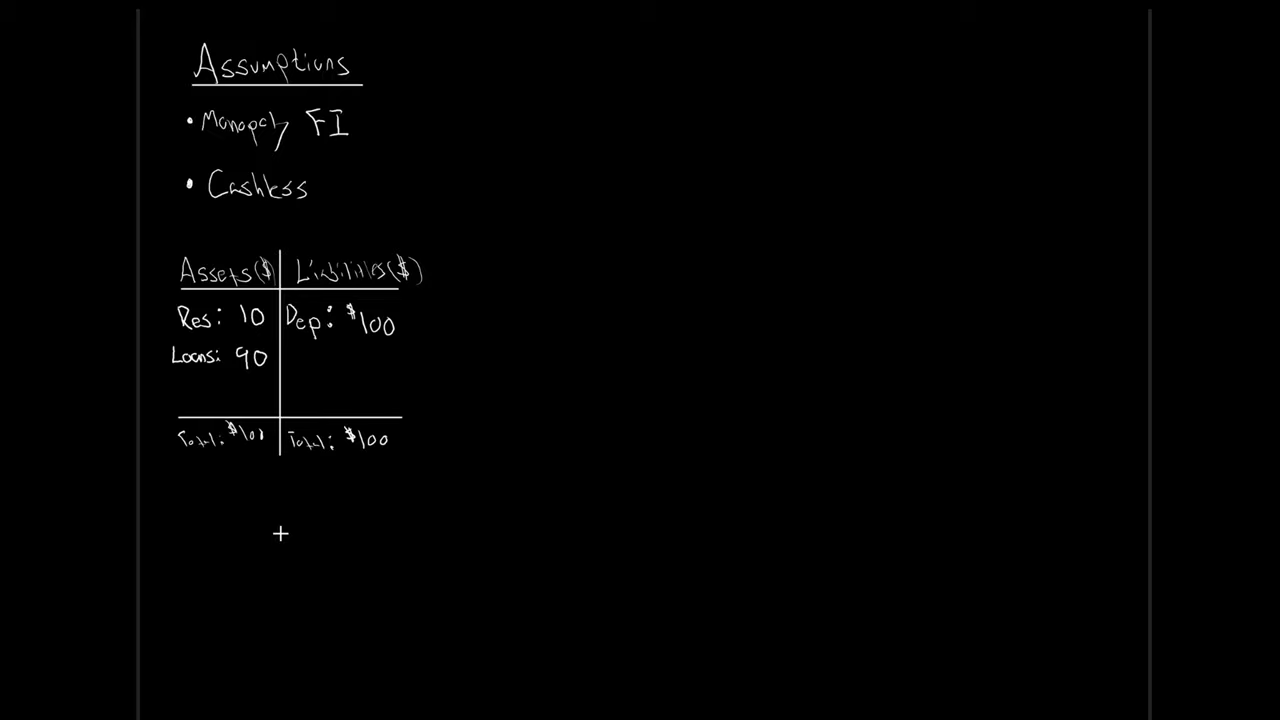 Assumptions
• Monopoly FI
• Cashless
Assets($) Liabilities($)
Res: 10 Dep: $100
Loans: 90
Total: $100 Total: $100